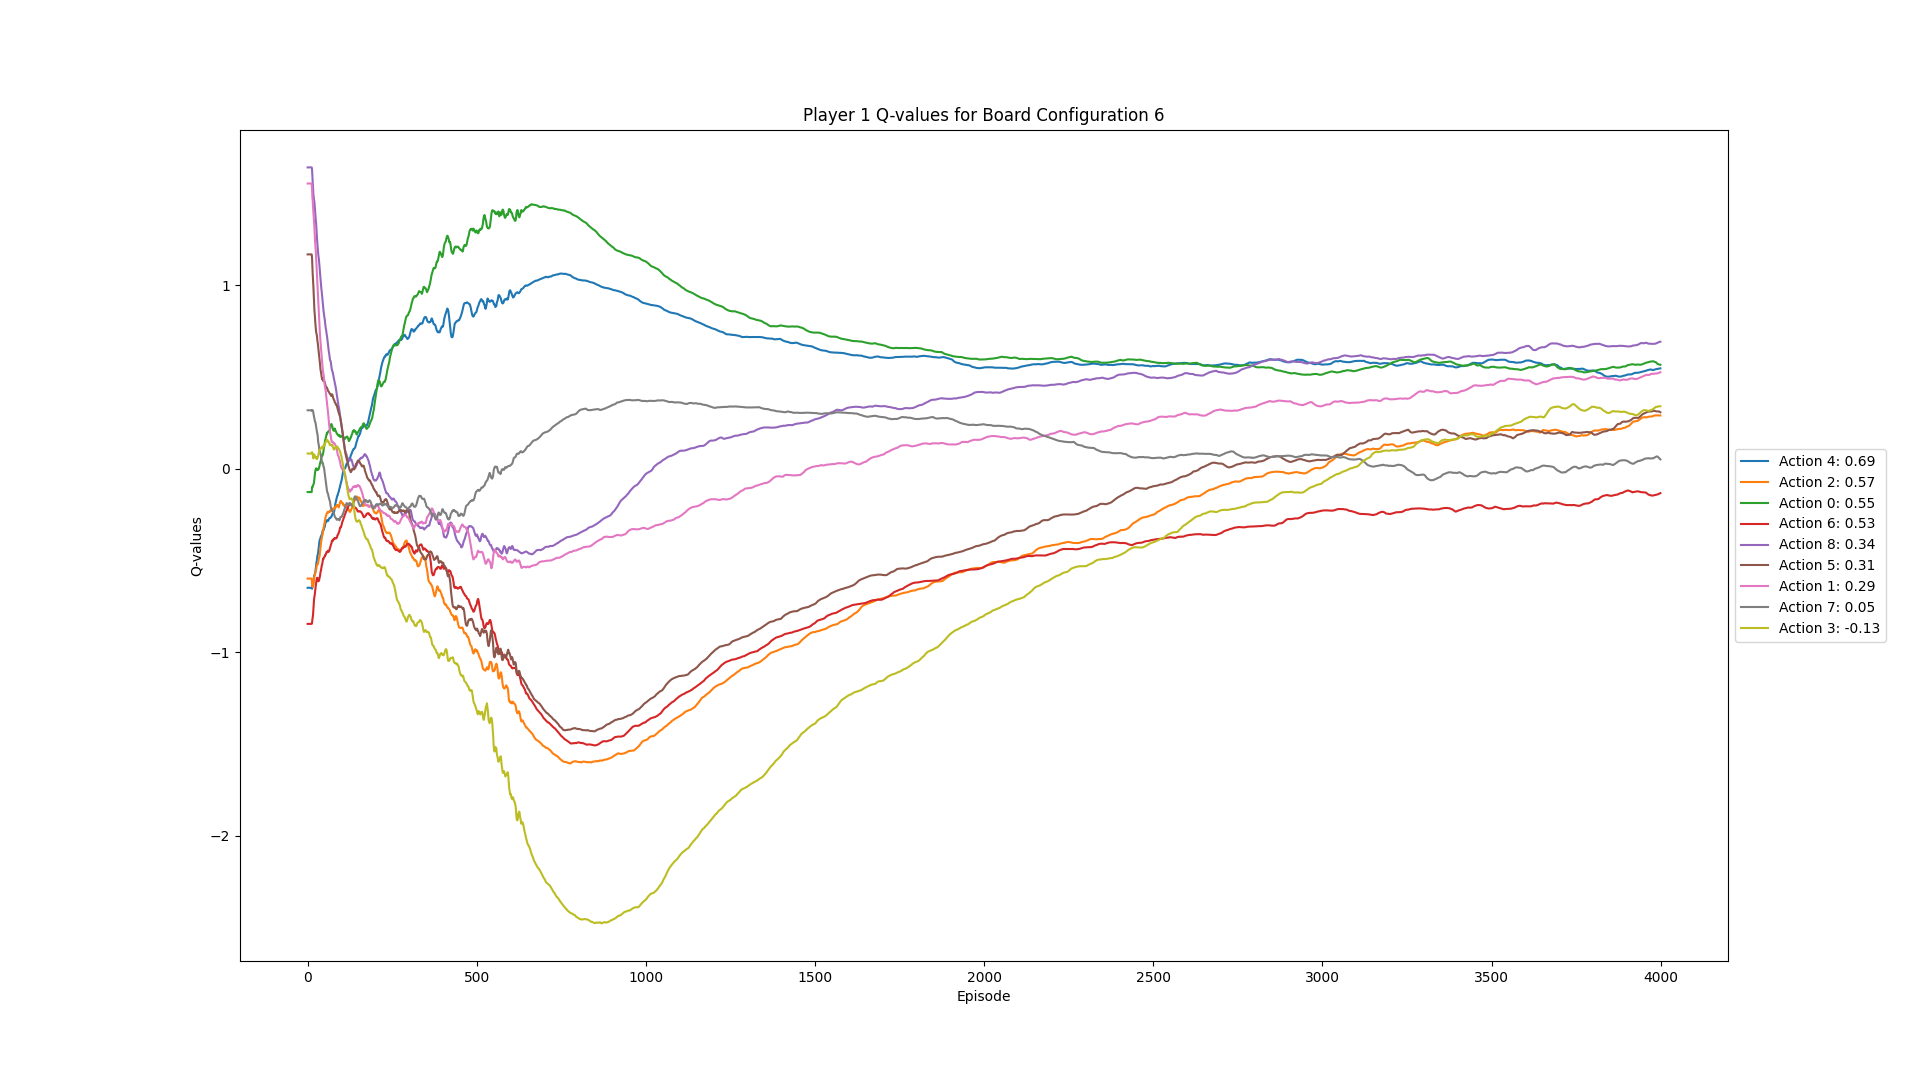 Player 1 Q-values for Board Configuration 6
1
0
−1
−2
Q-values
0 500 1000 1500 2000 2500 3000 3500 4000
Episode
Action 4: 0.69
Action 2: 0.57
Action 0: 0.55
Action 6: 0.53
Action 8: 0.34
Action 5: 0.31
Action 1: 0.29
Action 7: 0.05
Action 3: -0.13